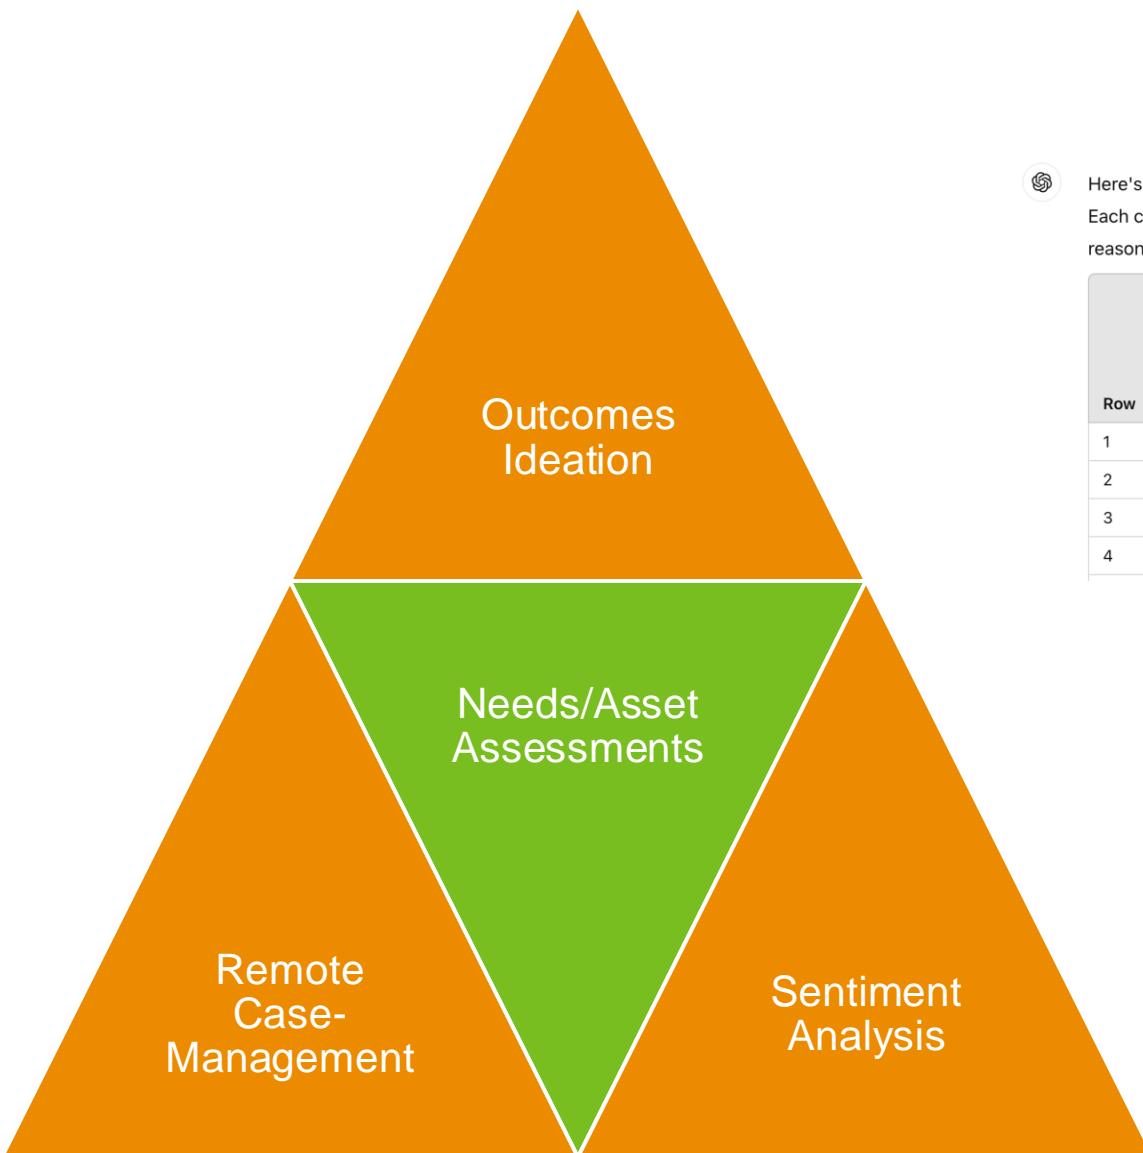 Outcomes
Ideation
Needs/Asset
Assessments
Remote
Case-
Management
Sentiment
Analysis
Here's
Each c
reason
Row
1
2
3
4